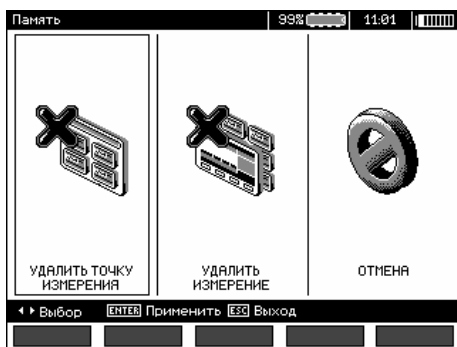 Память 99% 11:01
УДАЛИТЬ ТОЧКУ
ИЗМЕРЕНИЯ
УДАЛИТЬ
ИЗМЕРЕНИЕ
ОТМЕНА
Выбор ENTER Применить ESC Выход